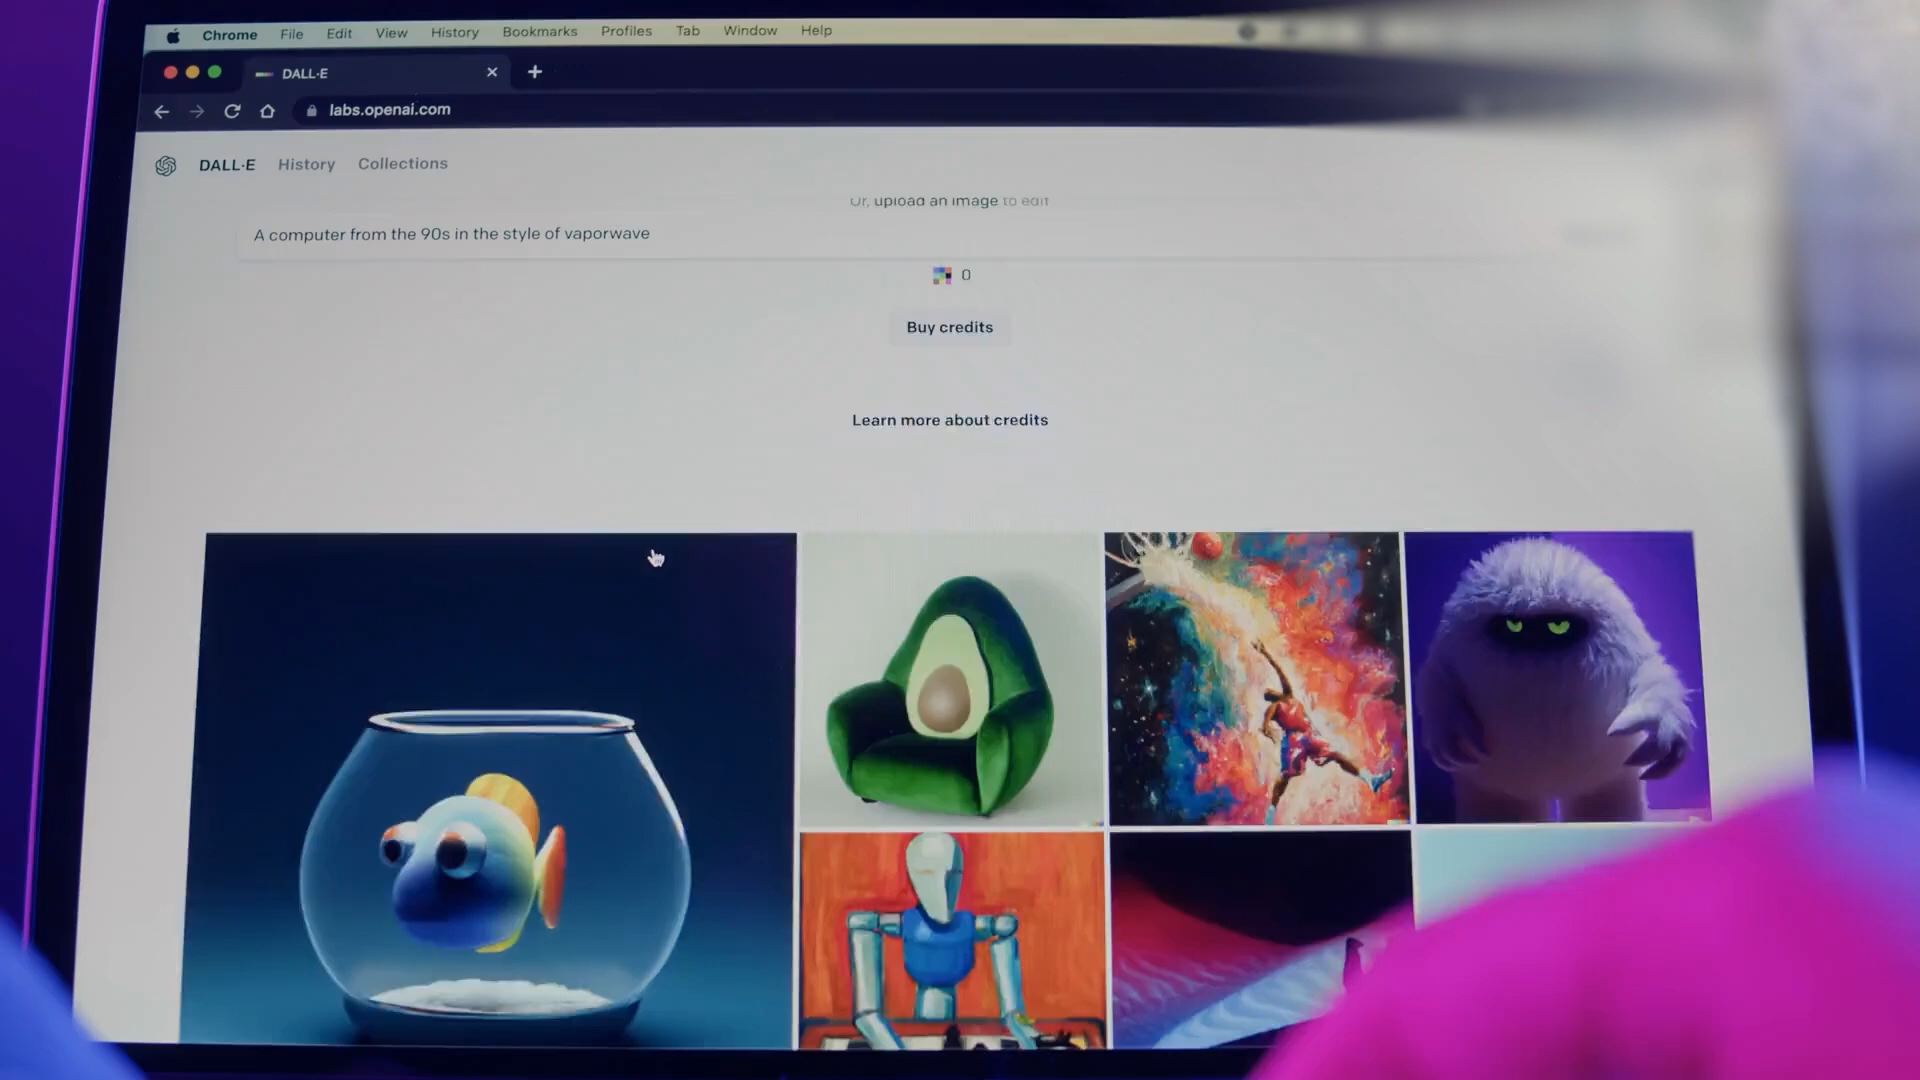 Chrome File Edit View History Bookmarks Profiles Tab Window Help
DALL·E
labs.openai.com
DALL·E History Collections
Or, upload an image to edit
A computer from the 90s in the style of vaporwave
0
Buy credits
Learn more about credits